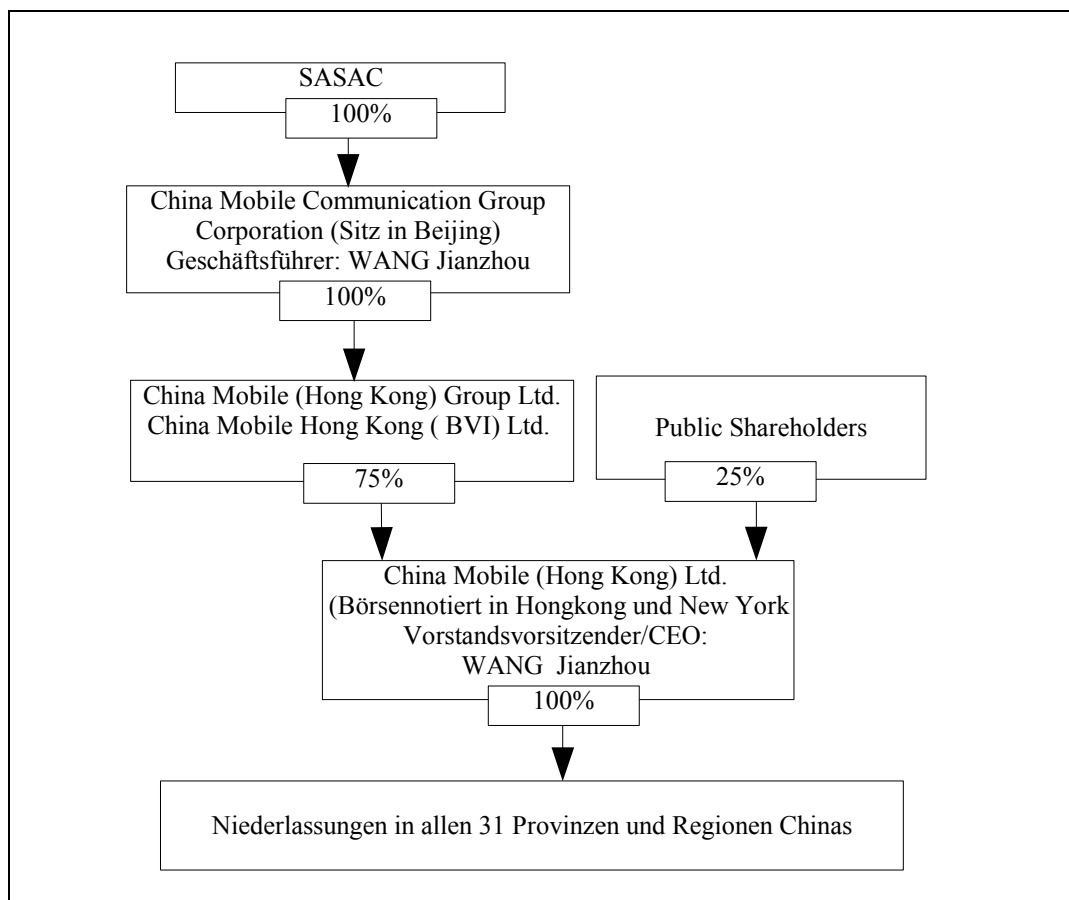 SASAC
100%
China Mobile Communication Group
Corporation (Sitz in Beijing)
Geschäftsführer: WANG Jianzhou
100%
China Mobile (Hong Kong) Group Ltd.
China Mobile Hong Kong ( BVI) Ltd.
75%
Public Shareholders
25%
China Mobile (Hong Kong) Ltd.
(Börsennotiert in Hongkong und New York
Vorstandsvorsitzender/CEO:
WANG  Jianzhou
100%
Niederlassungen in allen 31 Provinzen und Regionen Chinas